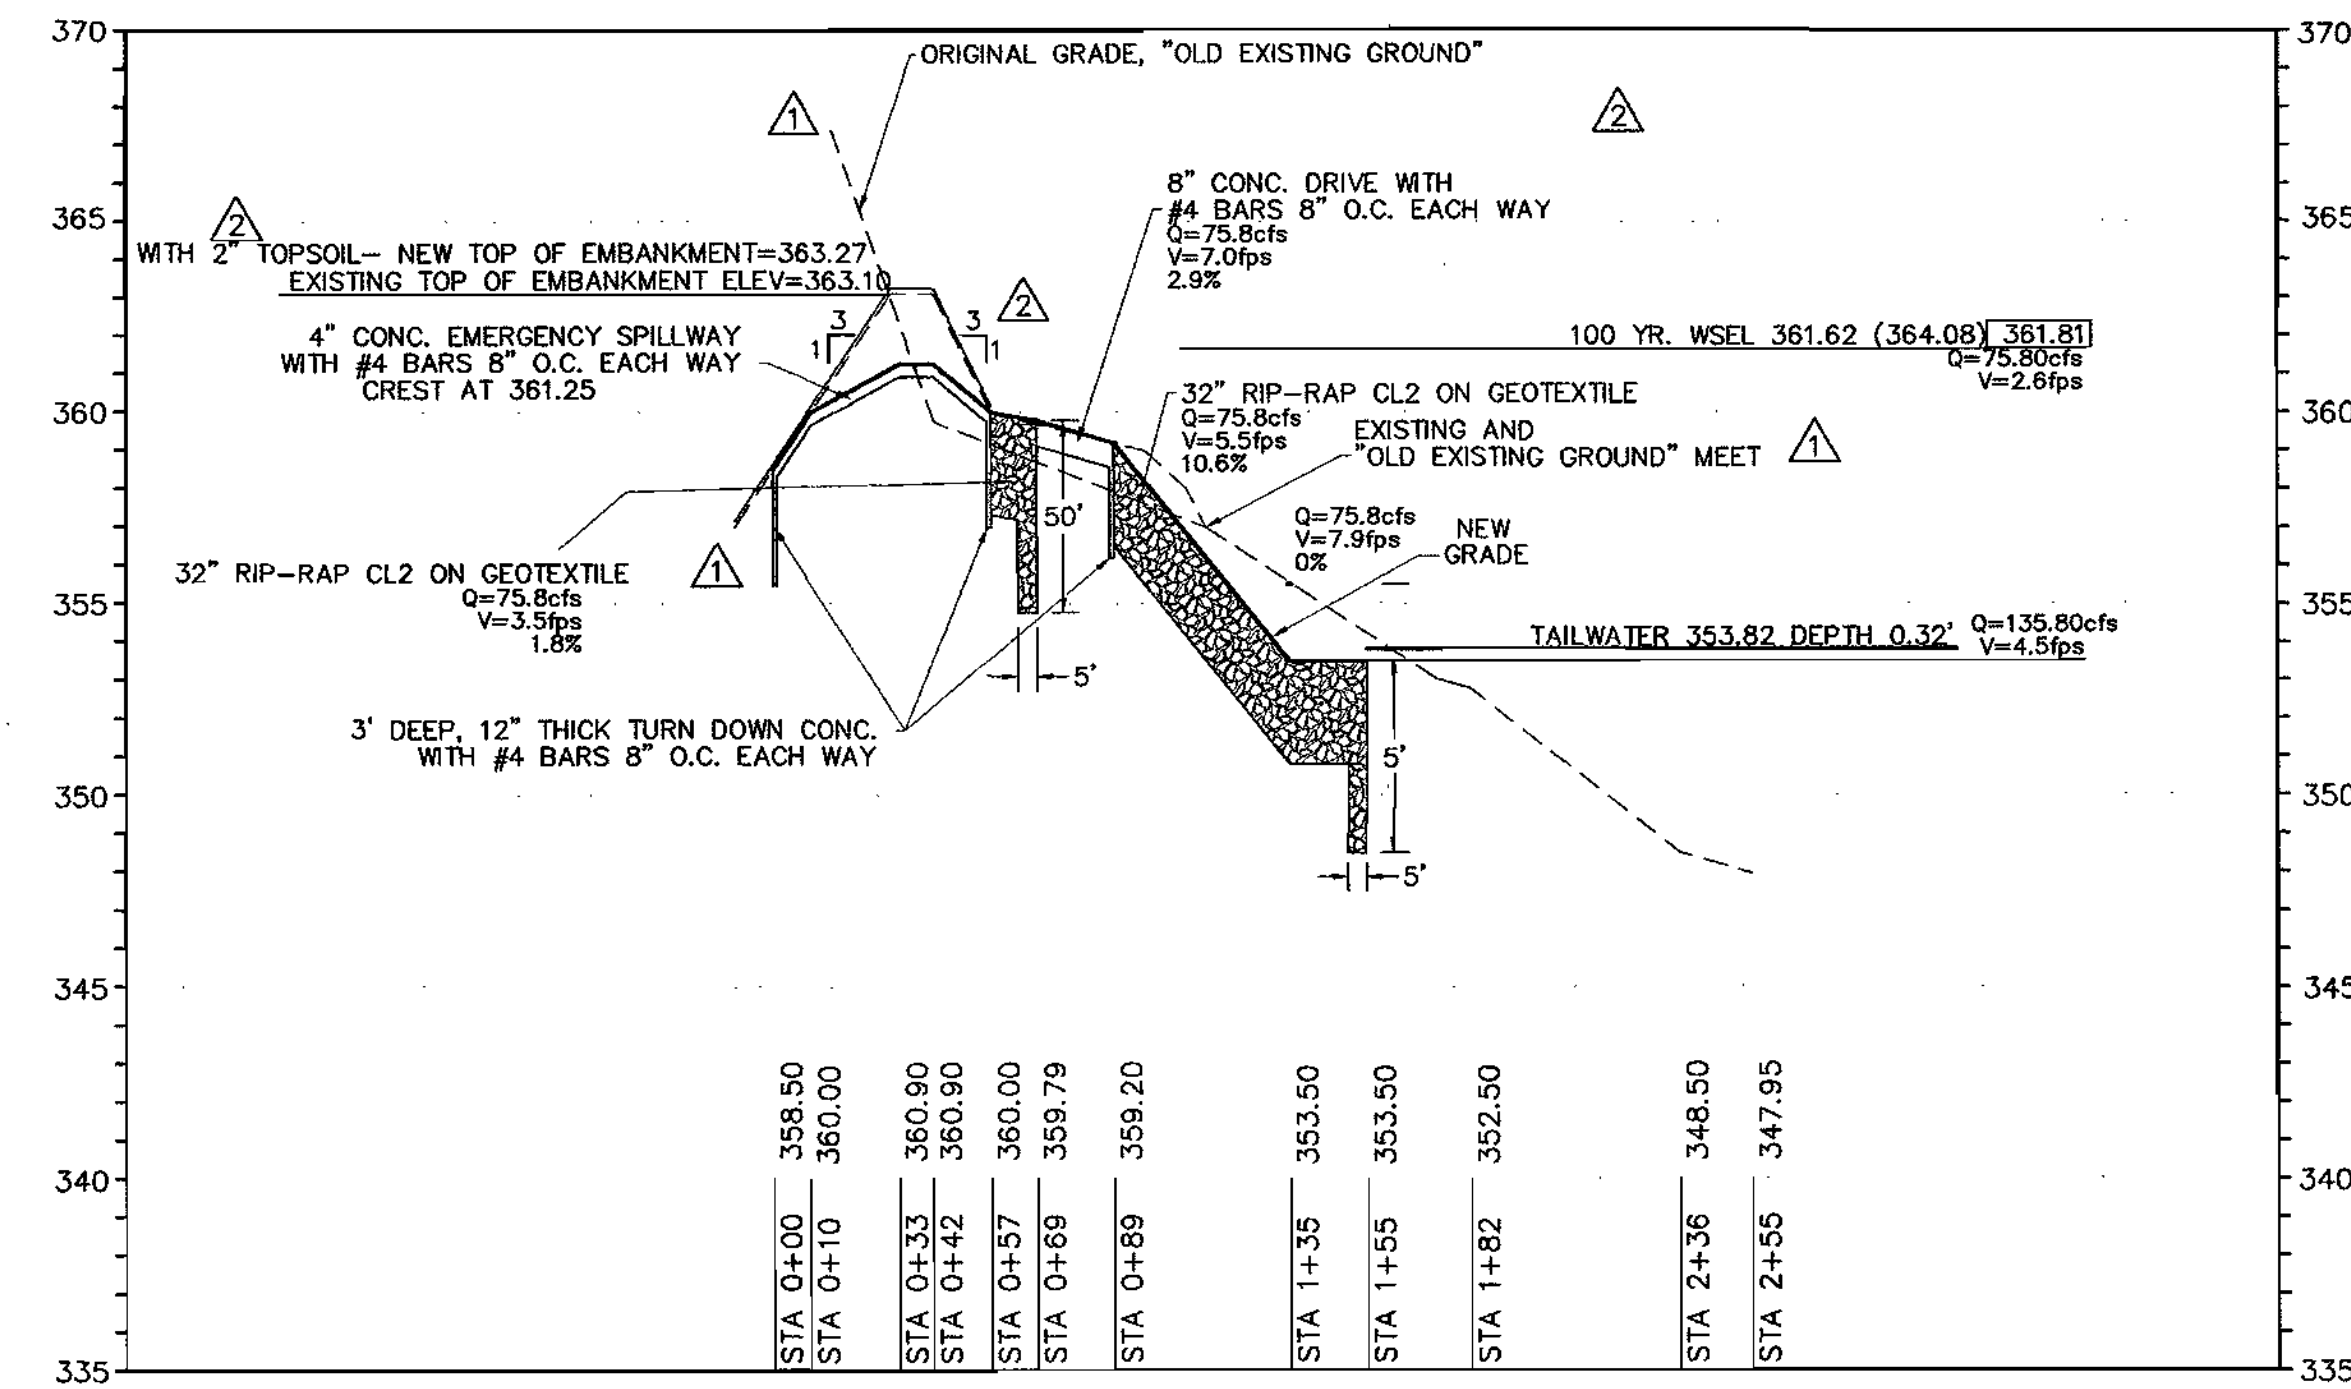 370
370
ORIGINAL GRADE, "OLD EXISTING GROUND"
1
2
8" CONC. DRIVE WITH
#4 BARS 8" O.C. EACH WAY
Q=75.8cfs
V=7.0fps
2.9%
365
365
2
WITH 2" TOPSOIL- NEW TOP OF EMBANKMENT=363.27
EXISTING TOP OF EMBANKMENT ELEV=363.10
2
3
1
3
1
4" CONC. EMERGENCY SPILLWAY
WITH #4 BARS 8" O.C. EACH WAY
CREST AT 361.25
100 YR. WSEL 361.62 (364.08) 361.81
Q=75.80cfs
V=2.6fps
360
360
32" RIP-RAP CL2 ON GEOTEXTILE
Q=75.8cfs
V=5.5fps
10.6%
EXISTING AND
"OLD EXISTING GROUND" MEET
1
50'
Q=75.8cfs
V=7.9fps
0%
NEW
GRADE
32" RIP-RAP CL2 ON GEOTEXTILE
Q=75.8cfs
V=3.5fps
1.8%
1
355
355
TAILWATER 353.82 DEPTH 0.32'
Q=135.80cfs
V=4.5fps
5'
3' DEEP, 12" THICK TURN DOWN CONC.
WITH #4 BARS 8" O.C. EACH WAY
5'
350
350
5'
345
345
340
340
335
335
STA 0+00 358.50
STA 0+10 360.00
STA 0+33 360.90
STA 0+42 360.90
STA 0+57 360.00
STA 0+69 359.79
STA 0+89 359.20
STA 1+35 353.50
STA 1+55 353.50
STA 1+82 352.50
STA 2+36 348.50
STA 2+55 347.95